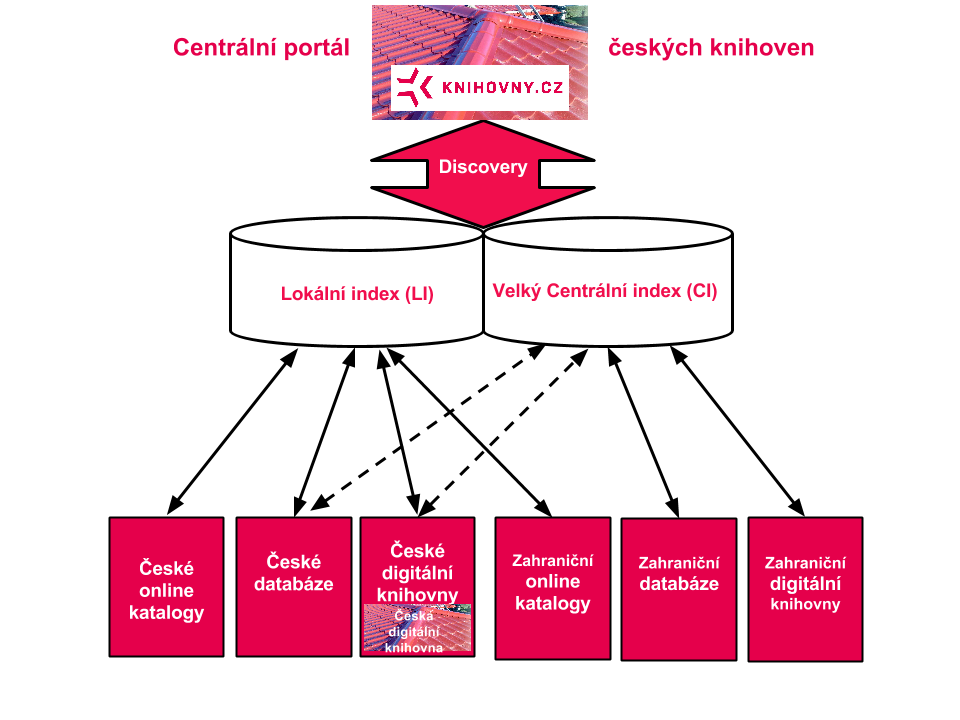 Centrální portál
českých knihoven
KNIHOVNY.CZ
Discovery
Lokální index (LI)
Velký Centrální index (CI)
České
online
katalogy
České
databáze
České
digitální
knihovny
Česká
digitální
knihovna
Zahraniční
online
katalogy
Zahraniční
databáze
Zahraniční
digitální
knihovny